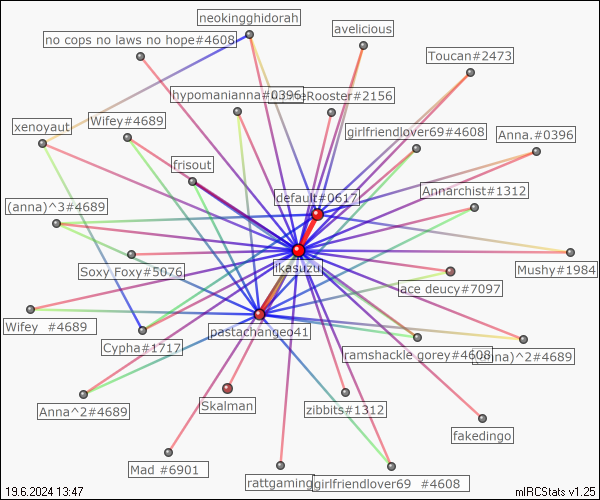 neokingghidorah
avelicious
no cops no laws no hope#4608
Toucan#2473
hypomanianna#0396
Rooster#2156
Wifey#4689
girlfriendlover69#4608
xenoyaut
Anna.#0396
frisout
default#0617
Annarchist#1312
(anna)^3#4689
ikasuzu
Soxy Foxy#5076
Mushy#1984
ace deucy#7097
pastachangeo41
Wifey #4689
Cypha#1717
ramshackle gorey#4608
)^2#4689
Skalman
Anna^2#4689
zibbits#1312
fakedingo
Mad #6901
rattgaming
girlfriendlover69 #4608
19.6.2024 13:47
mIRCStats v1.25